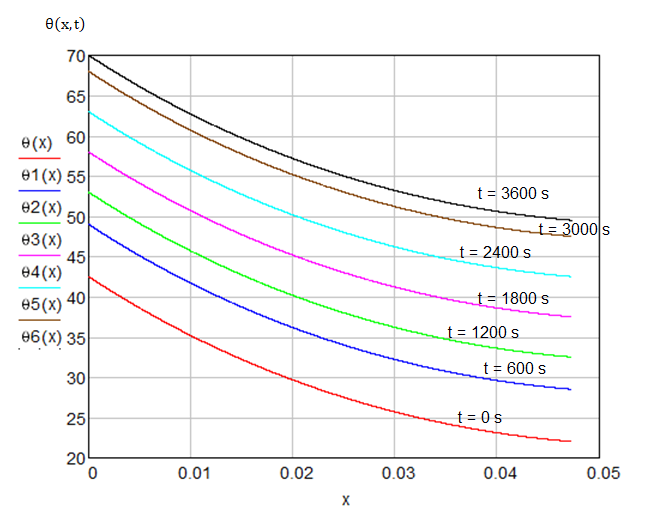 θ(x,t)
70
65
60
55
50
45
40
35
30
25
20
θ(x)
θ1(x)
θ2(x)
θ3(x)
θ4(x)
θ5(x)
θ6(x)
t = 3600 s
t = 3000 s
t = 2400 s
t = 1800 s
t = 1200 s
t = 600 s
t = 0 s
0 0.01 0.02 0.03 0.04 0.05
x